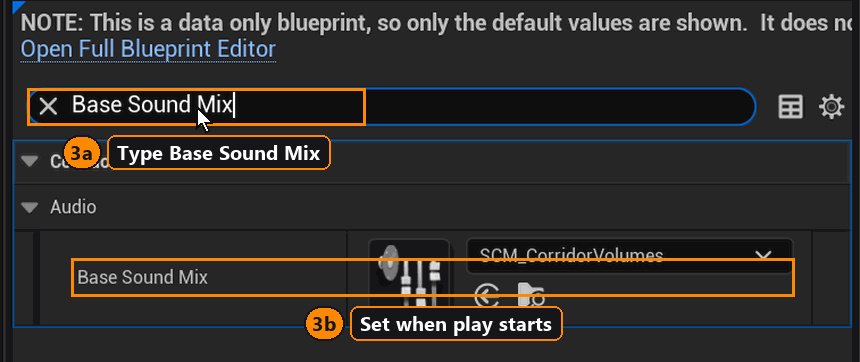 NOTE: This is a data only blueprint, so only the default values are shown. It does no
Open Full Blueprint Editor
Base Sound Mix
3a Type Base Sound Mix
Audio
SCM_CorridorVolumes
Base Sound Mix
3b Set when play starts